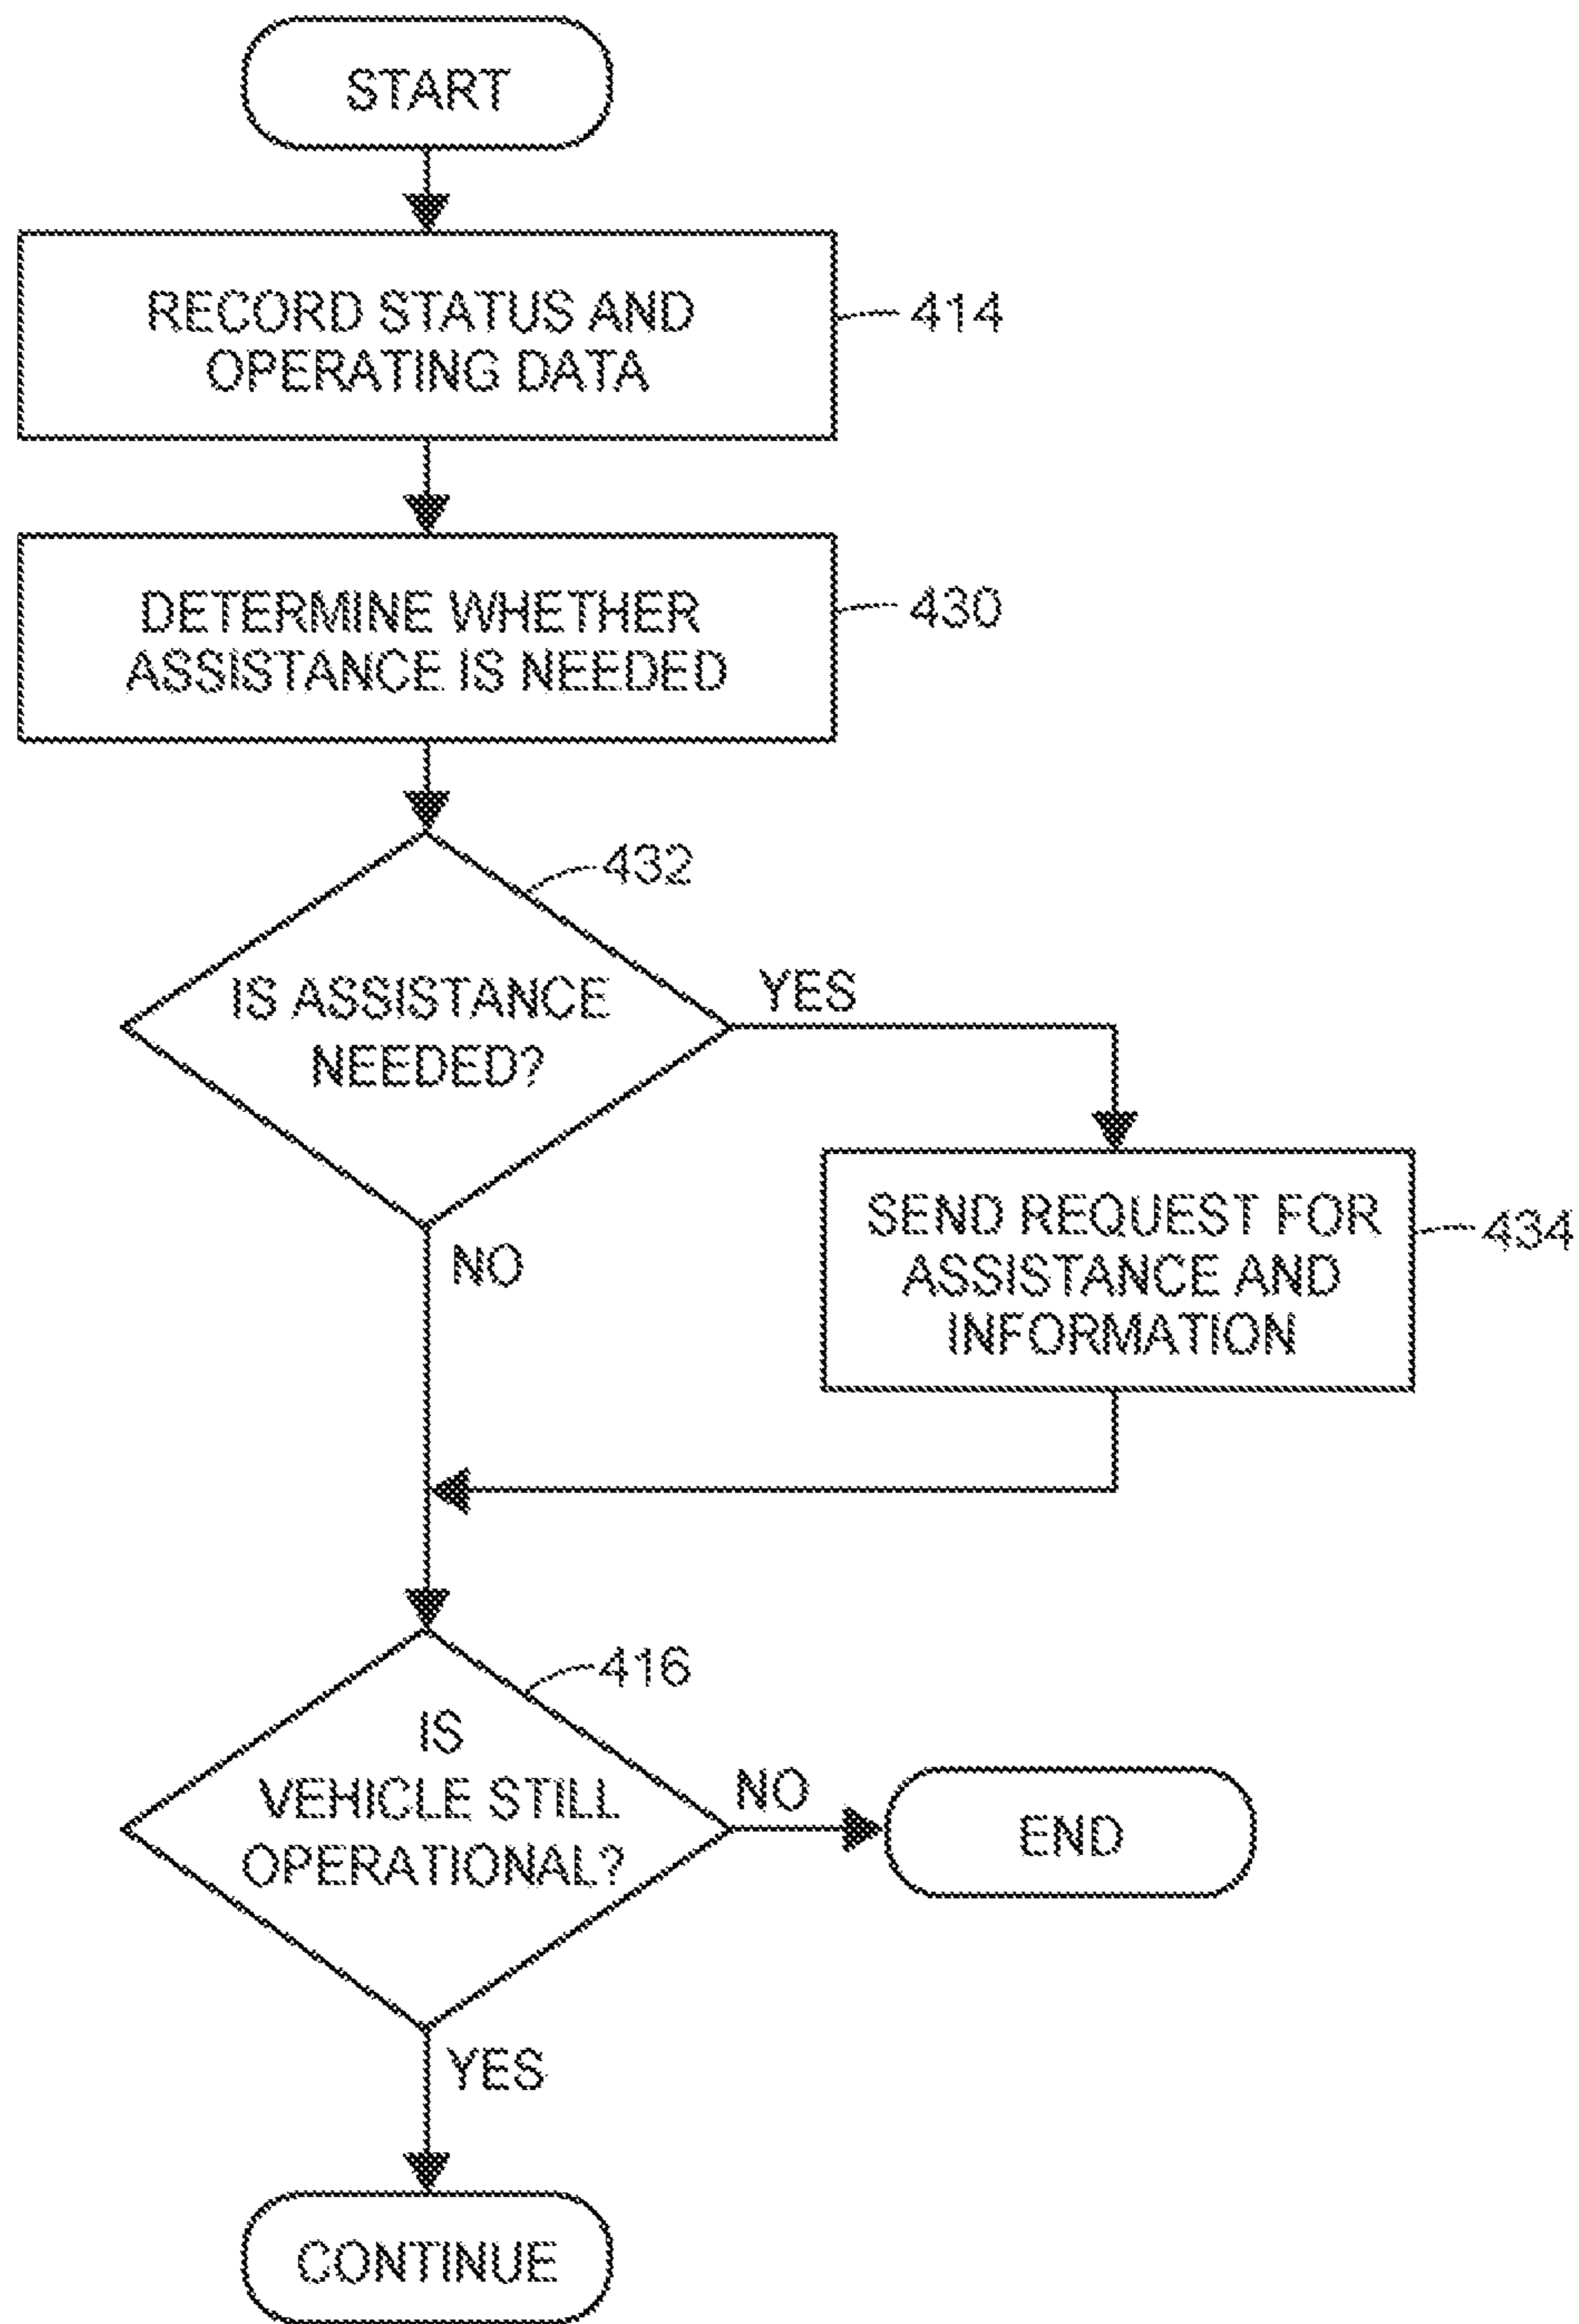 START
RECORD STATUS AND
OPERATING DATA
414
DETERMINE WHETHER
ASSISTANCE IS NEEDED
430
432
IS ASSISTANCE
NEEDED?
YES
NO
SEND REQUEST FOR
ASSISTANCE AND
INFORMATION
434
416
IS
VEHICLE STILL
OPERATIONAL?
NO
END
YES
CONTINUE